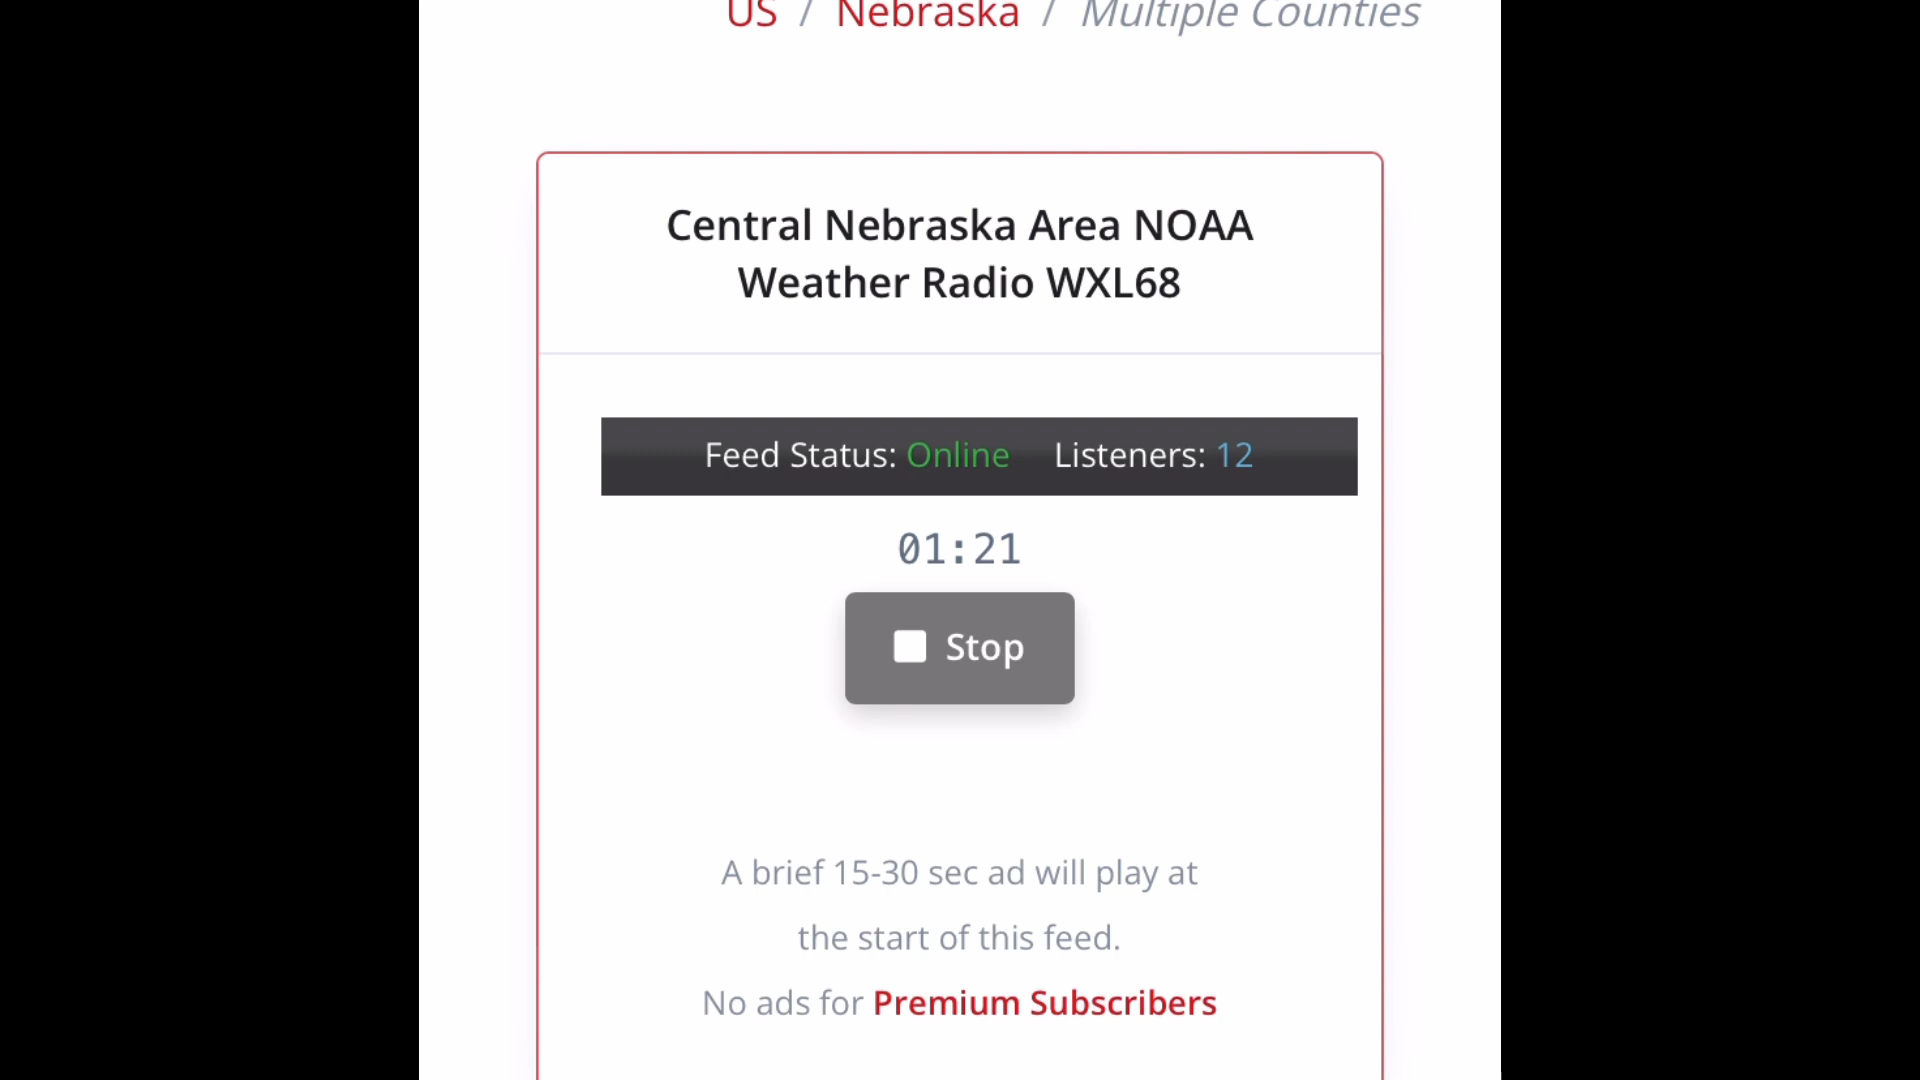 US / Nebraska / Multiple Counties
Central Nebraska Area NOAA
Weather Radio WXL68
Feed Status: Online Listeners: 12
01:21
Stop
A brief 15-30 sec ad will play at
the start of this feed.
No ads for Premium Subscribers